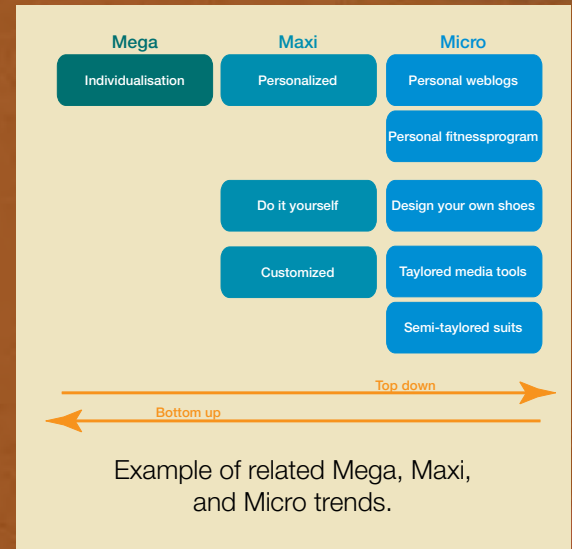 Mega Maxi Micro
Individualisation Personalized Personal weblogs
Personal fitnessprogram
Do it yourself Design your own shoes
Customized Taylored media tools
Semi-taylored suits
Top down
Bottom up
Example of related Mega, Maxi,
and Micro trends.